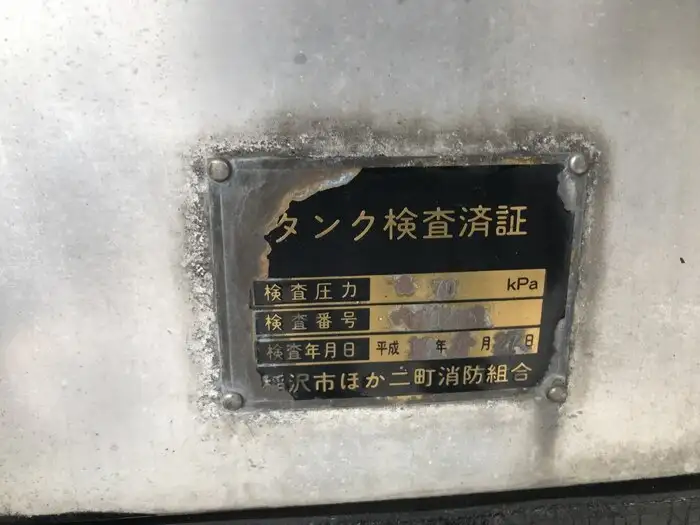 タンク検査済証
検査圧力 70 kPa
検査番号
検査年月日 平成 年 月 日
稲沢市ほか二町消防組合